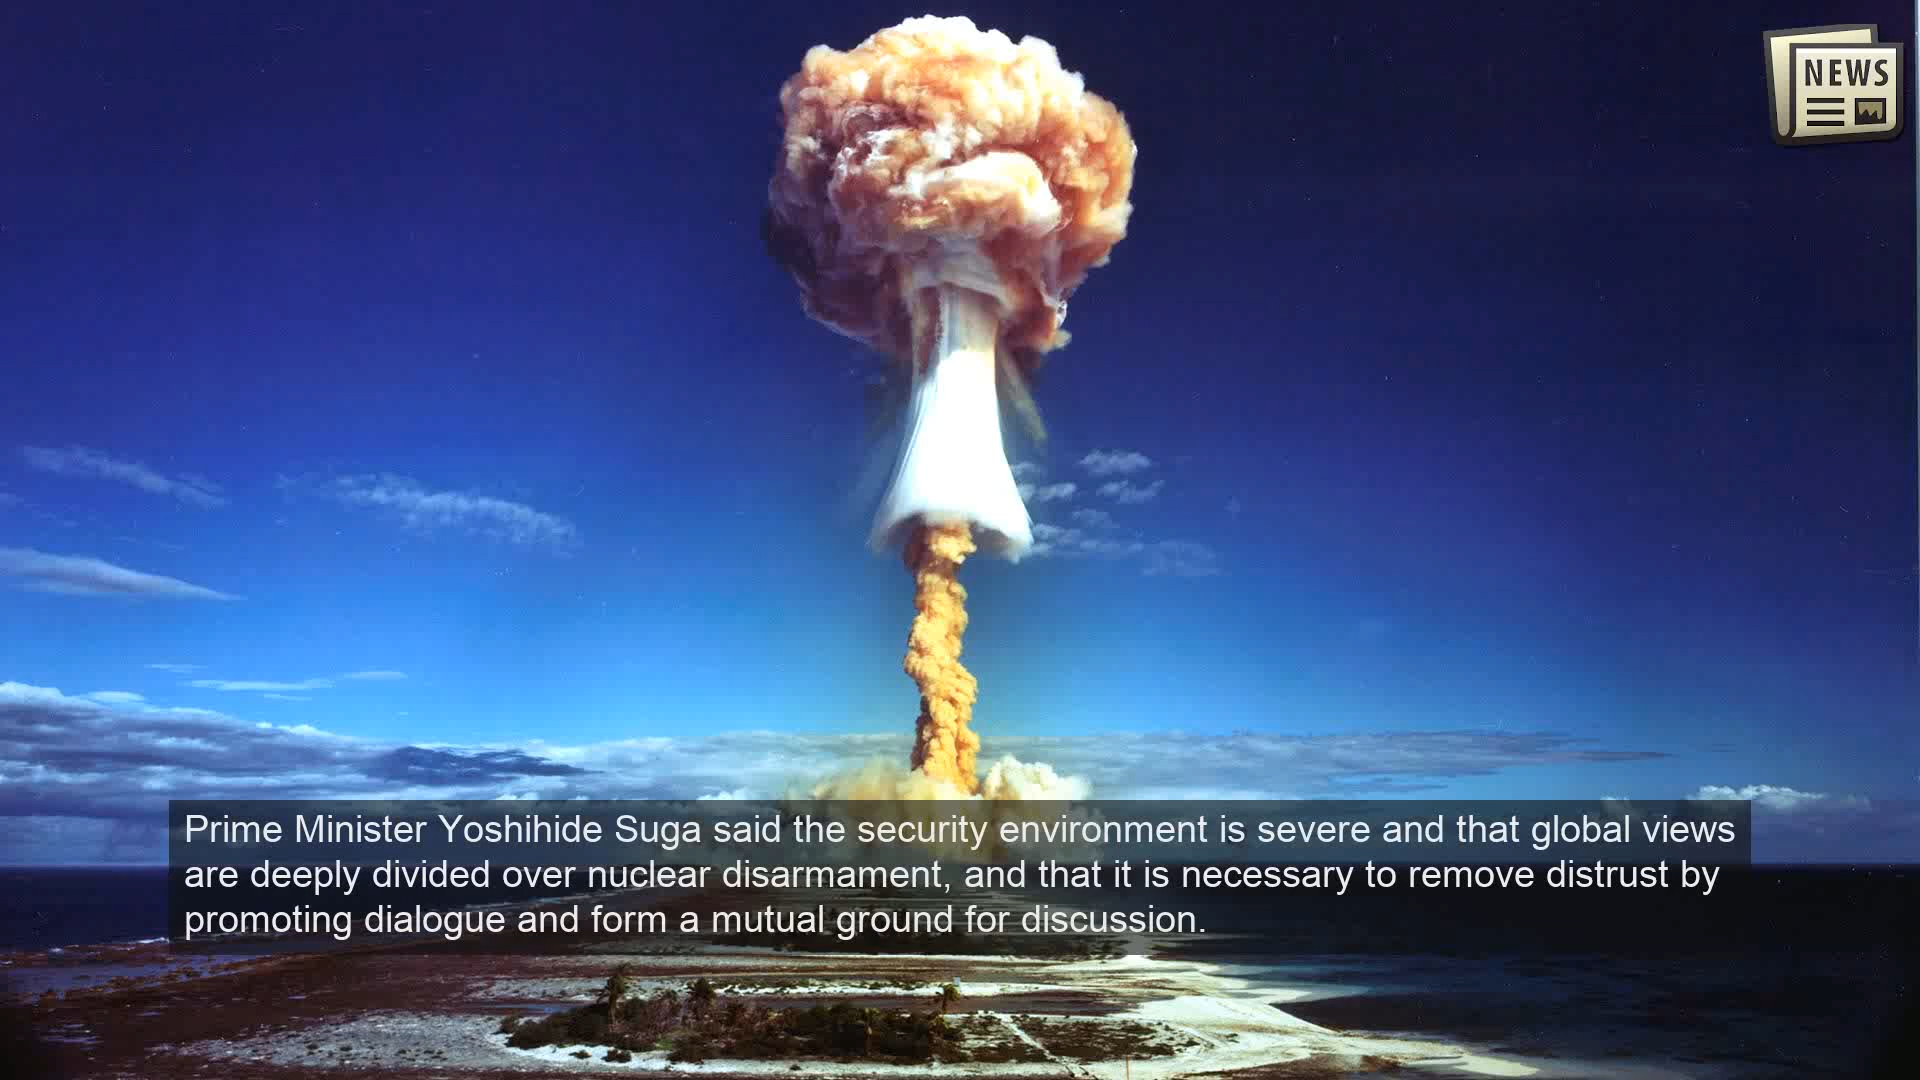 NEWS
Prime Minister Yoshihide Suga said the security environment is severe and that global views
are deeply divided over nuclear disarmament, and that it is necessary to remove distrust by
promoting dialogue and form a mutual ground for discussion.